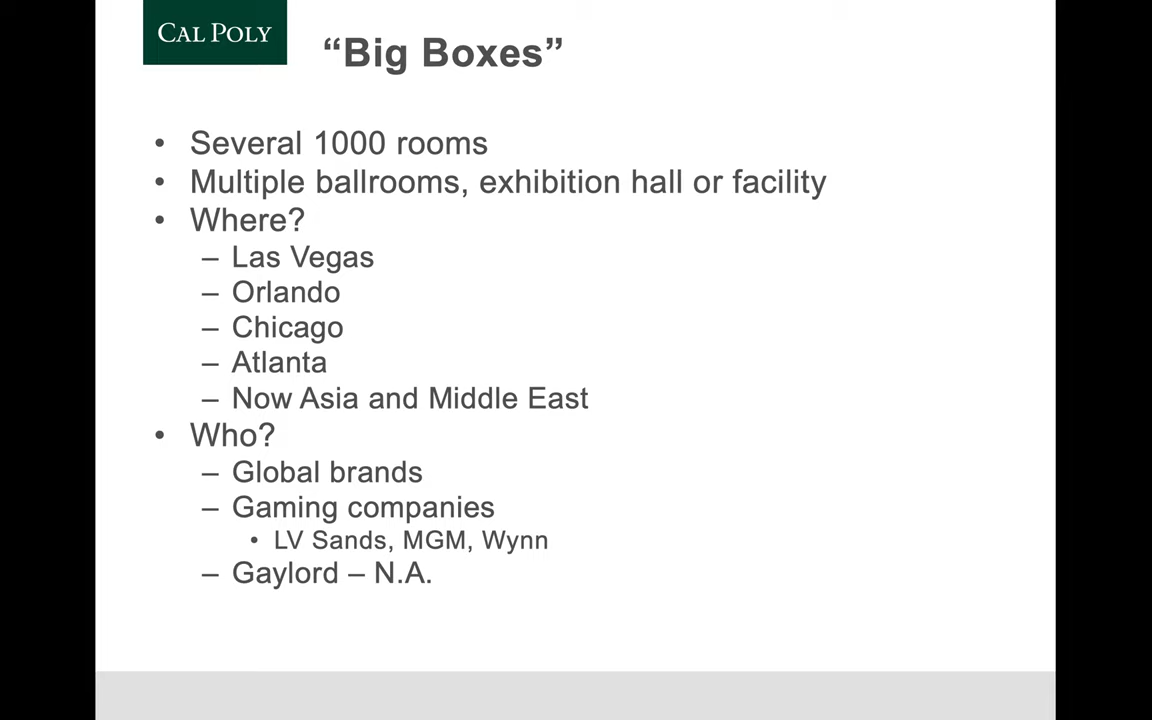 CAL POLY
“Big Boxes”
• Several 1000 rooms
• Multiple ballrooms, exhibition hall or facility
• Where?
– Las Vegas
– Orlando
– Chicago
– Atlanta
– Now Asia and Middle East
• Who?
– Global brands
– Gaming companies
• LV Sands, MGM, Wynn
– Gaylord – N.A.